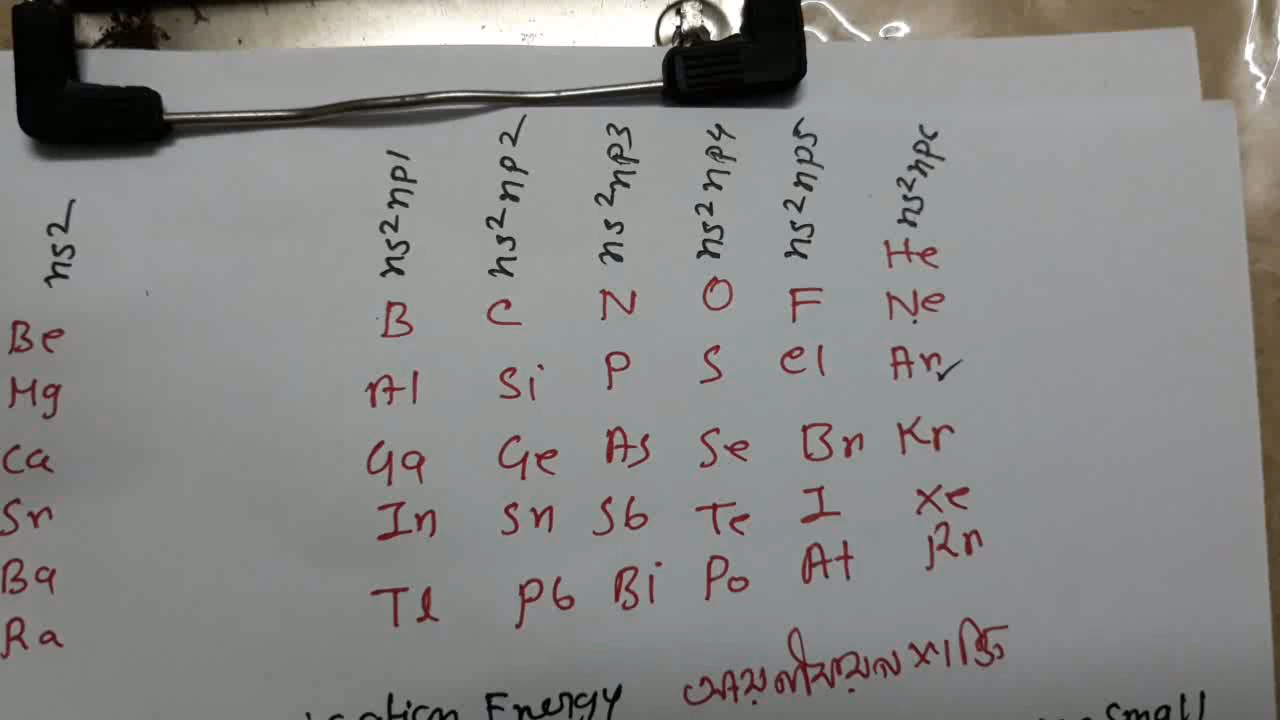 ns2 ns2np1 ns2np2 ns2np3 ns2np4 ns2np5 ns2np6
He
Be B C N O F Ne
Mg Al Si P S Cl Ar
Ca Ga Ge As Se Br Kr
Sr In Sn Sb Te I Xe
Ba Tl Pb Bi Po At Rn
Ra
Energy
small